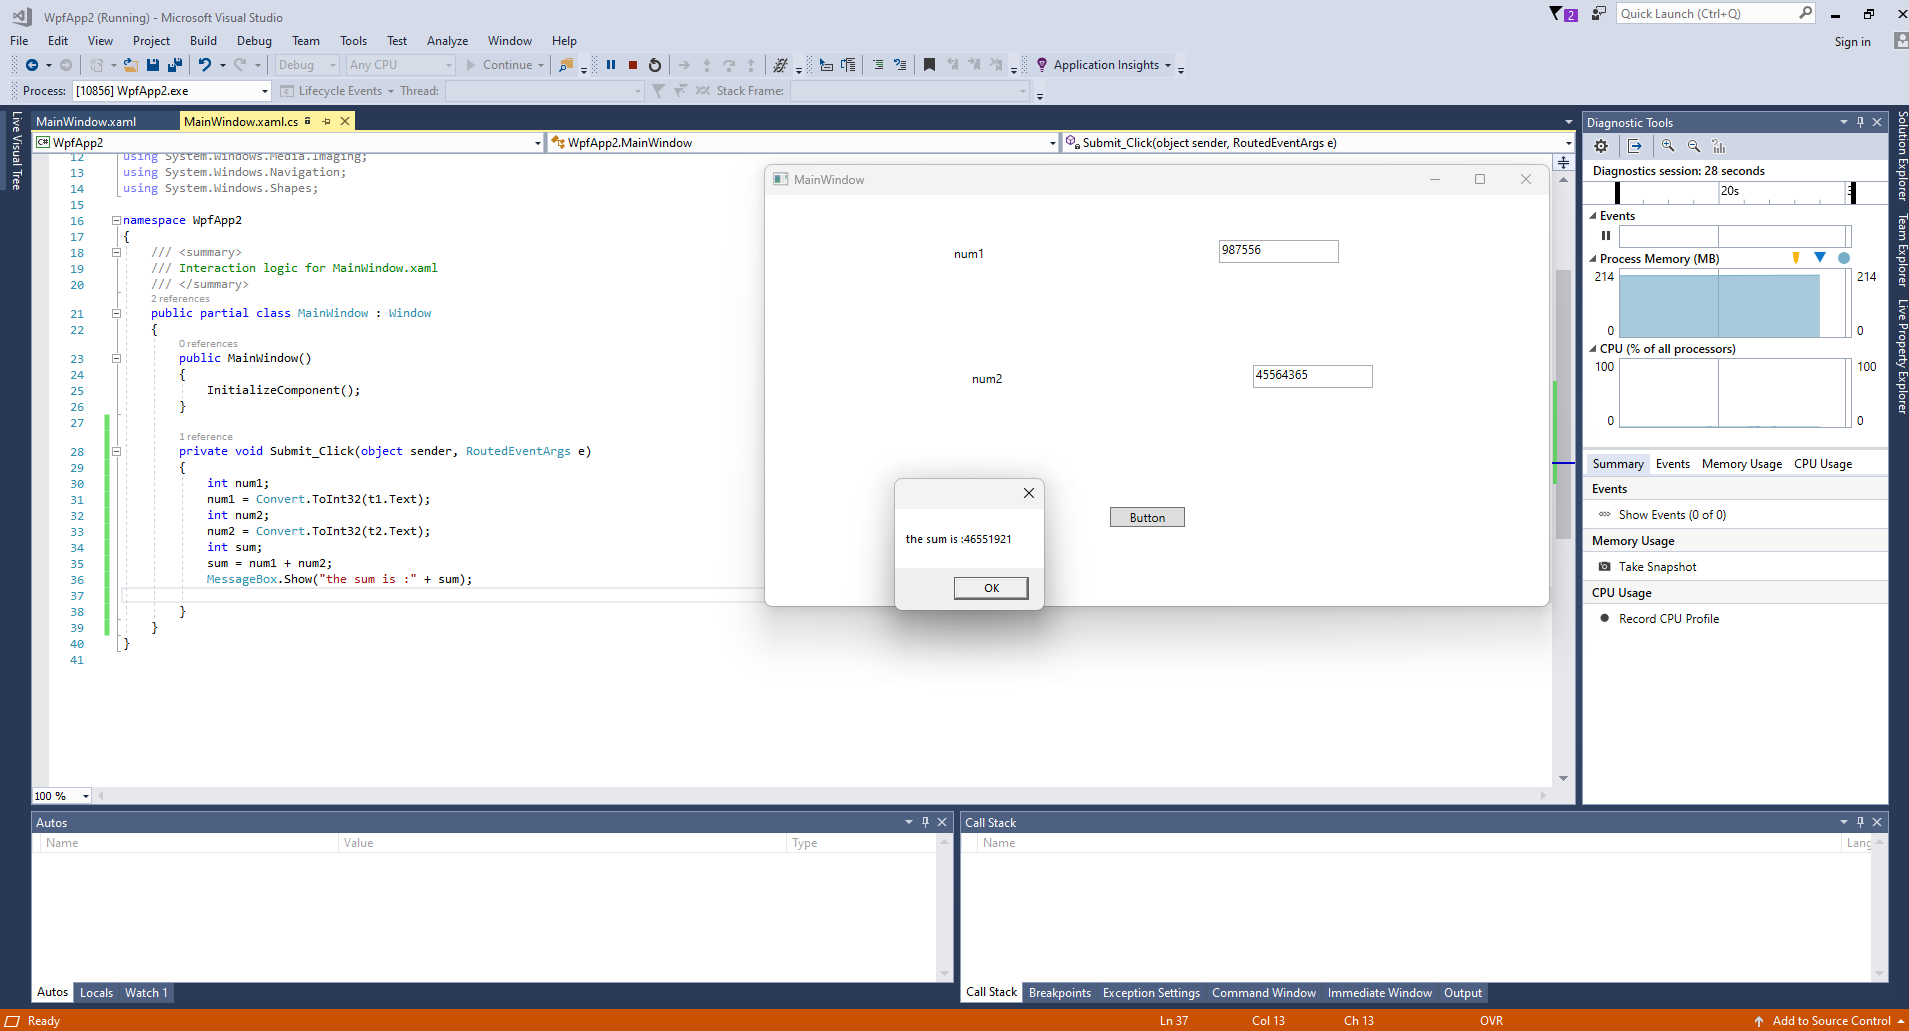 WpfApp2 (Running) - Microsoft Visual Studio
2
Quick Launch (Ctrl+Q)
File Edit View Project Build Debug Team Tools Test Analyze Window Help
Sign in
Debug Any CPU Continue Application Insights
Process: [10856] WpfApp2.exe Lifecycle Events Thread: Stack Frame:
Live Visual Tree
MainWindow.xaml MainWindow.xaml.cs
WpfApp2 WpfApp2.MainWindow Submit_Click(object sender, RoutedEventArgs e)
12 using System.Windows.Media.Imaging;
13 using System.Windows.Navigation;
14 using System.Windows.Shapes;
15
16 namespace WpfApp2
17 {
18 /// <summary>
19 /// Interaction logic for MainWindow.xaml
20 /// </summary>
2 references
21 public partial class MainWindow : Window
22 {
0 references
23 public MainWindow()
24 {
25 InitializeComponent();
26 }
27
1 reference
28 private void Submit_Click(object sender, RoutedEventArgs e)
29 {
30 int num1;
31 num1 = Convert.ToInt32(t1.Text);
32 int num2;
33 num2 = Convert.ToInt32(t2.Text);
34 int sum;
35 sum = num1 + num2;
36 MessageBox.Show("the sum is :" + sum);
37
38 }
39 }
40 }
41
100 %
MainWindow
num1 987556
num2 45564365
Button
the sum is :46551921
OK
Diagnostic Tools
Diagnostics session: 28 seconds
20s
Events
Process Memory (MB)
214 214
0 0
CPU (% of all processors)
100 100
0 0
Summary Events Memory Usage CPU Usage
Events
Show Events (0 of 0)
Memory Usage
Take Snapshot
CPU Usage
Record CPU Profile
Solution Explorer
Team Explorer
Live Property Explorer
Autos
Name Value Type
Autos Locals Watch 1
Call Stack
Name Lang
Call Stack Breakpoints Exception Settings Command Window Immediate Window Output
Ready Ln 37 Col 13 Ch 13 OVR Add to Source Control